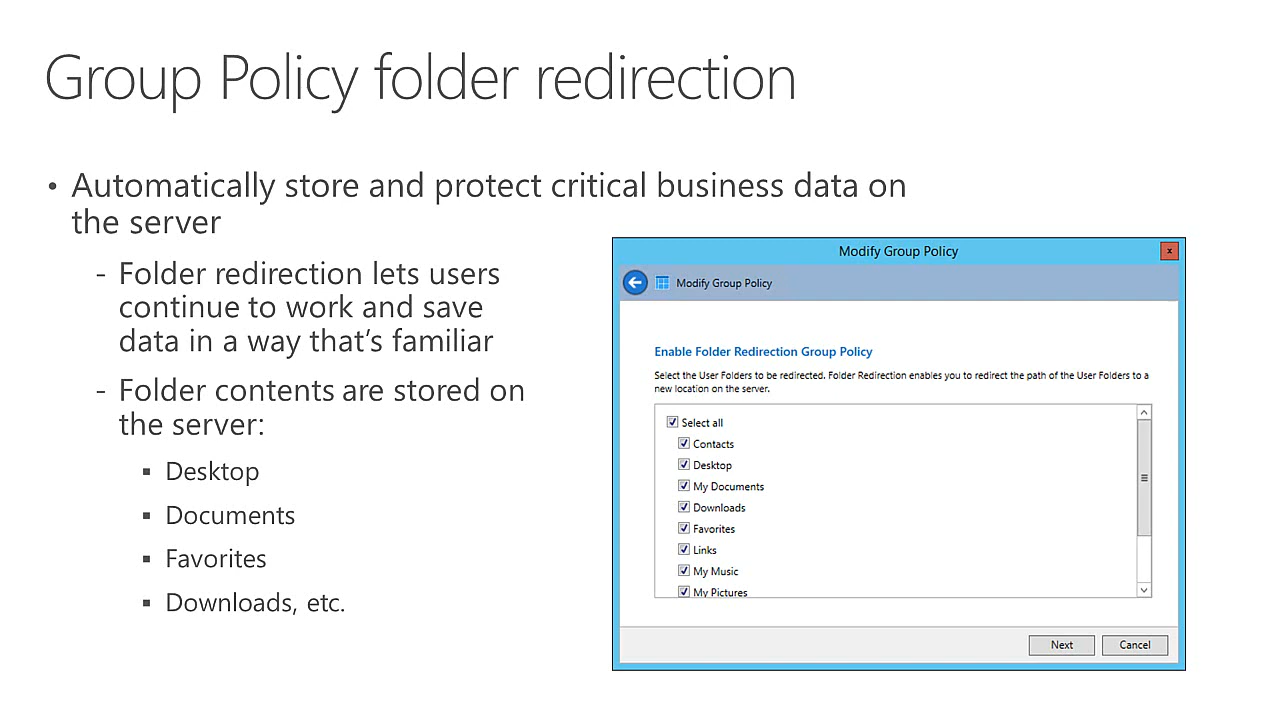 Group Policy folder redirection
• Automatically store and protect critical business data on
the server
- Folder redirection lets users
continue to work and save
data in a way that’s familiar
- Folder contents are stored on
the server:
▪ Desktop
▪ Documents
▪ Favorites
▪ Downloads, etc.
Modify Group Policy
x
Modify Group Policy
Enable Folder Redirection Group Policy
Select the User Folders to be redirected. Folder Redirection enables you to redirect the path of the User Folders to a
new location on the server.
Select all
Contacts
Desktop
My Documents
Downloads
Favorites
Links
My Music
My Pictures
Next
Cancel